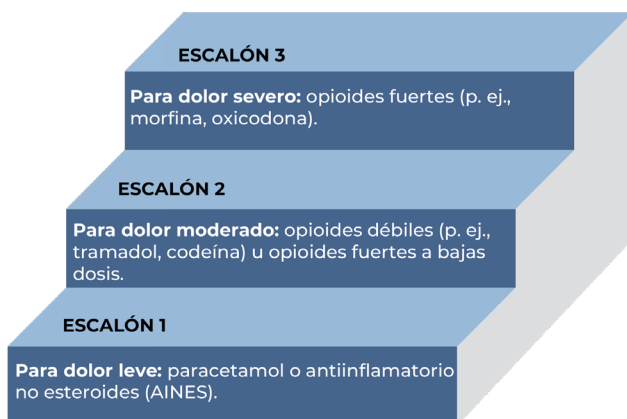 ESCALÓN 3
Para dolor severo: opioides fuertes (p. ej.,
morfina, oxicodona).
ESCALÓN 2
Para dolor moderado: opioides débiles (p. ej.,
tramadol, codeína) u opioides fuertes a bajas
dosis.
ESCALÓN 1
Para dolor leve: paracetamol o antiinflamatorio
no esteroides (AINES).